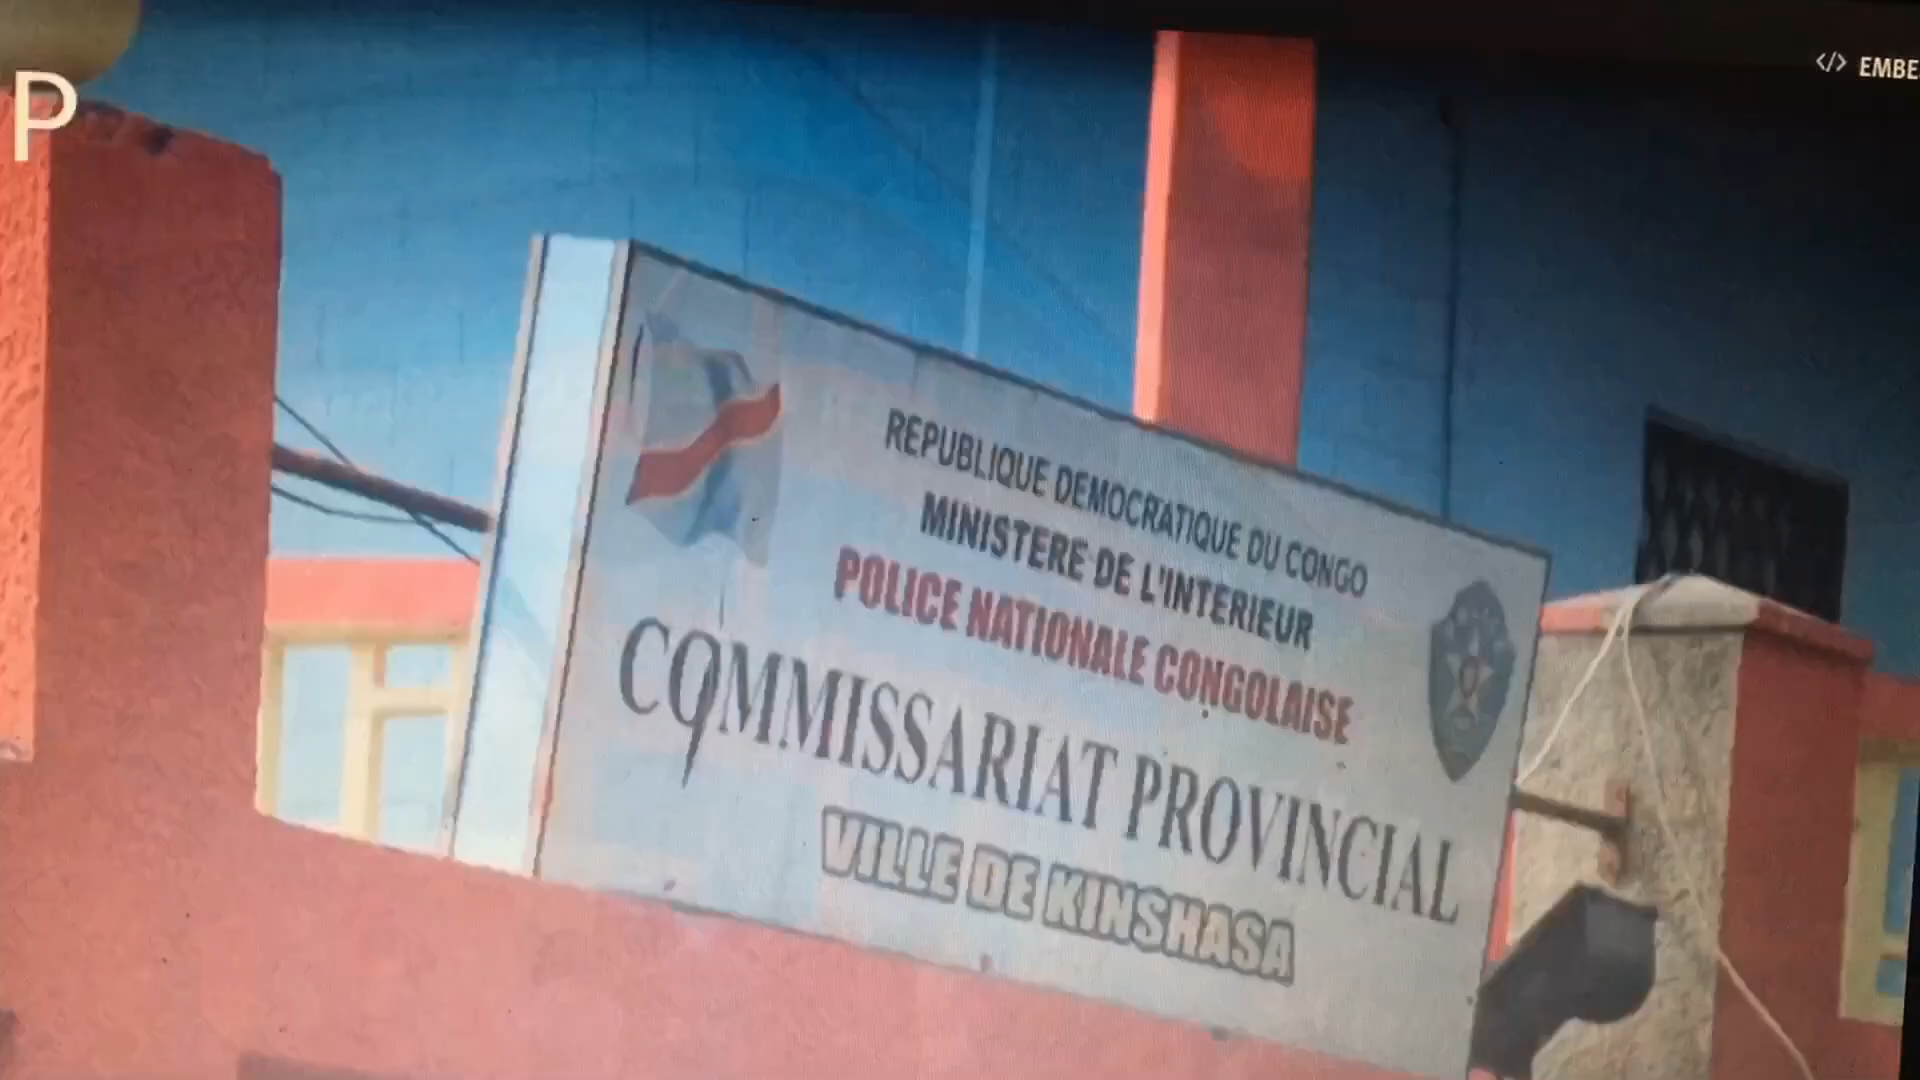 P
</> EMBE
REPUBLIQUE DEMOCRATIQUE DU CONGO
MINISTERE DE L'INTERIEUR
POLICE NATIONALE CONGOLAISE
COMMISSARIAT PROVINCIAL
VILLE DE KINSHASA